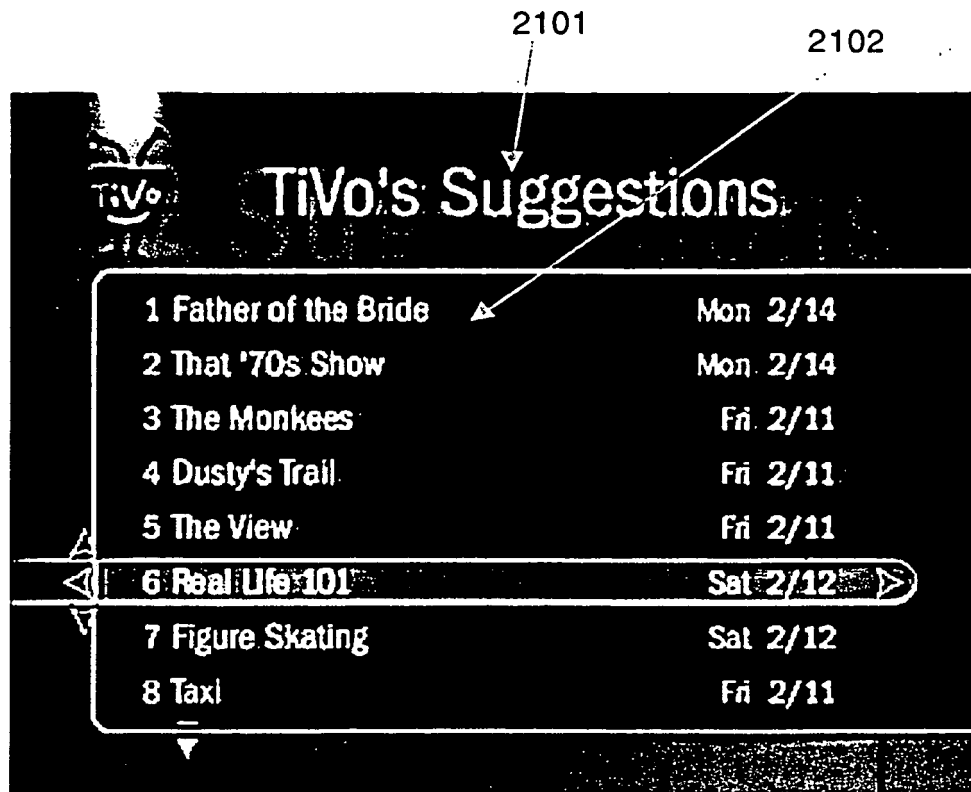 2101
2102
TiVo
TiVo's Suggestions
1 Father of the Bride Mon 2/14
2 That '70s Show Mon 2/14
3 The Monkees Fri 2/11
4 Dusty's Trail Fri 2/11
5 The View Fri 2/11
6 Real Life 101 Sat 2/12
7 Figure Skating Sat 2/12
8 Taxi Fri 2/11